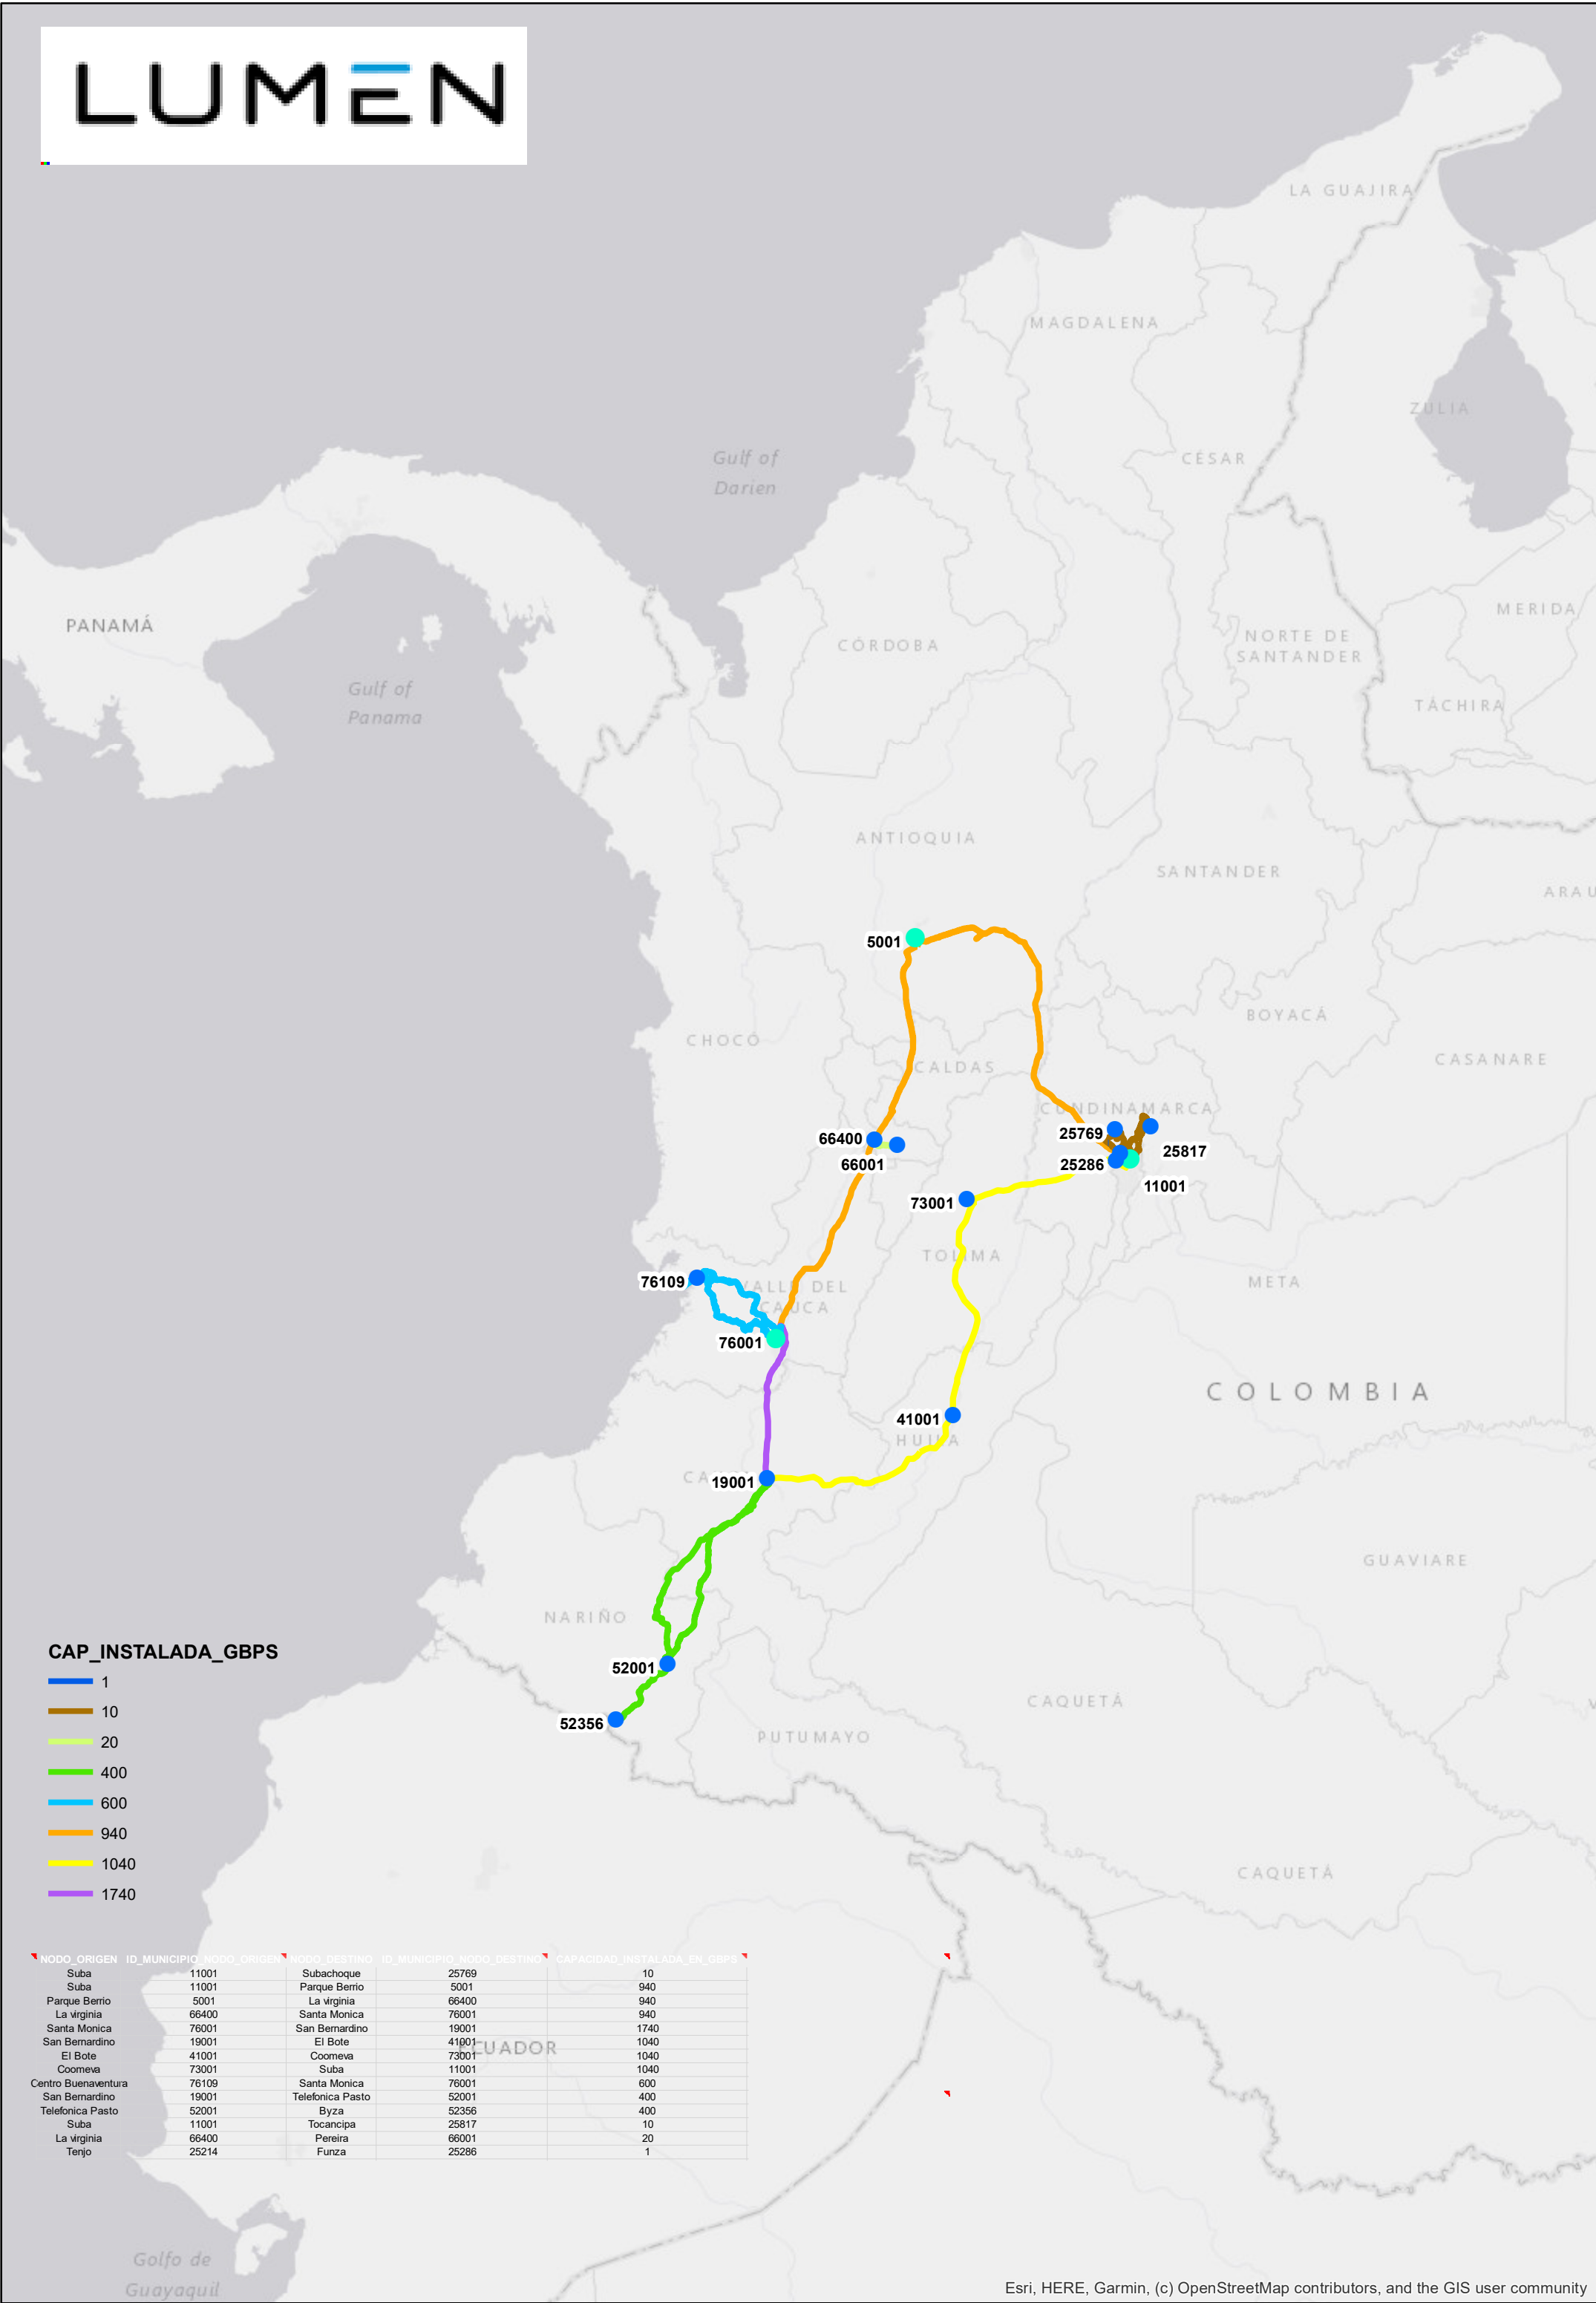 LUMEN
LA GUAJIRA
MAGDALENA
ZULIA
Gulf of
Darien
CESAR
PANAMÁ
MERIDA
CÓRDOBA
NORTE DE
SANTANDER
Gulf of
Panama
TÁCHIRA
ANTIOQUIA
SANTANDER
ARAU
5001
BOYACÁ
CHOCÓ
CASANARE
CALDAS
CUNDINAMARCA
25769
66400
25817
66001
25286
11001
73001
TOLIMA
76109
VALLE DEL
CAUCA
META
76001
COLOMBIA
41001
HUILA
CA
19001
GUAVIARE
NARIÑO
CAP_INSTALADA_GBPS
52001
1
CAQUETÁ
10
52356
PUTUMAYO
20
400
600
940
1040
CAQUETÁ
1740
NODO_ORIGEN ID_MUNICIPIO_NODO_ORIGEN NODO_DESTINO ID_MUNICIPIO_NODO_DESTINO CAPACIDAD_INSTALADA_EN_GBPS
Suba 11001 Subachoque 25769 10
Suba 11001 Parque Berrio 5001 940
Parque Berrio 5001 La virginia 66400 940
La virginia 66400 Santa Monica 76001 940
Santa Monica 76001 San Bernardino 19001 1740
San Bernardino 19001 El Bote 41001 1040
ECUADOR
El Bote 41001 Coomeva 73001 1040
Coomeva 73001 Suba 11001 1040
Centro Buenaventura 76109 Santa Monica 76001 600
San Bernardino 19001 Telefonica Pasto 52001 400
Telefonica Pasto 52001 Byza 52356 400
Suba 11001 Tocancipa 25817 10
La virginia 66400 Pereira 66001 20
Tenjo 25214 Funza 25286 1
Golfo de
Guayaquil
Esri, HERE, Garmin, (c) OpenStreetMap contributors, and the GIS user community